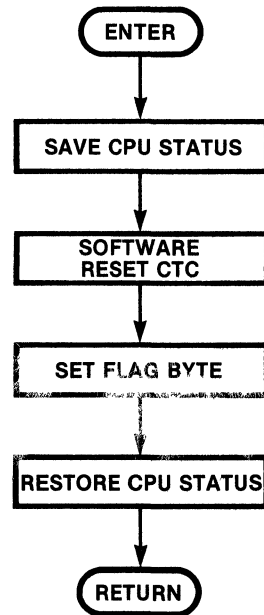 ENTER
SAVE CPU STATUS
SOFTWARE
RESET CTC
SET FLAG BYTE
RESTORE CPU STATUS
RETURN